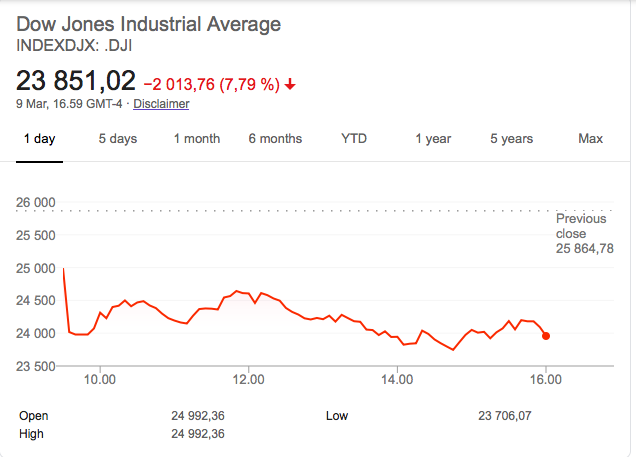 Dow Jones Industrial Average
INDEXDJX: .DJI
23 851,02 −2 013,76 (7,79 %)
9 Mar, 16.59 GMT-4 · Disclaimer
1 day 5 days 1 month 6 months YTD 1 year 5 years Max
26 000
Previous
close
25 864,78
25 500
25 000
24 500
24 000
23 500
10.00 12.00 14.00 16.00
Open 24 992,36 Low 23 706,07
High 24 992,36